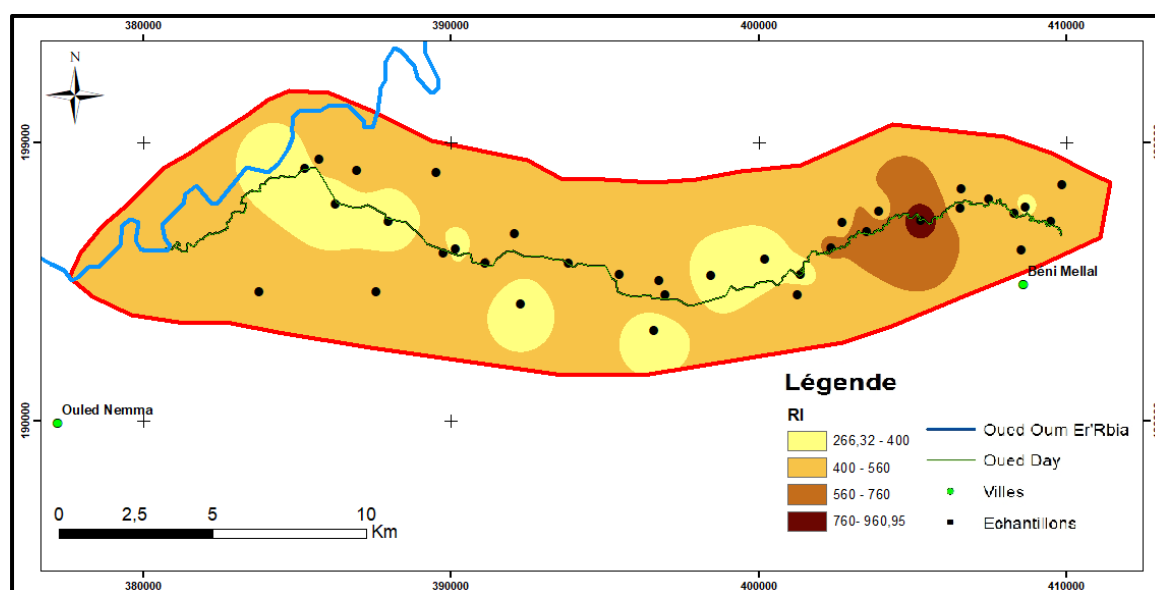 380000 390000 400000 410000
N
199000
Beni Mellal
Ouled Nemma
190000
Légende
RI
266,32 - 400
400 - 560
560 - 760
760- 960,95
Oued Oum Er'Rbia
Oued Day
Villes
Echantillons
0 2,5 5 10
Km
380000 390000 400000 410000